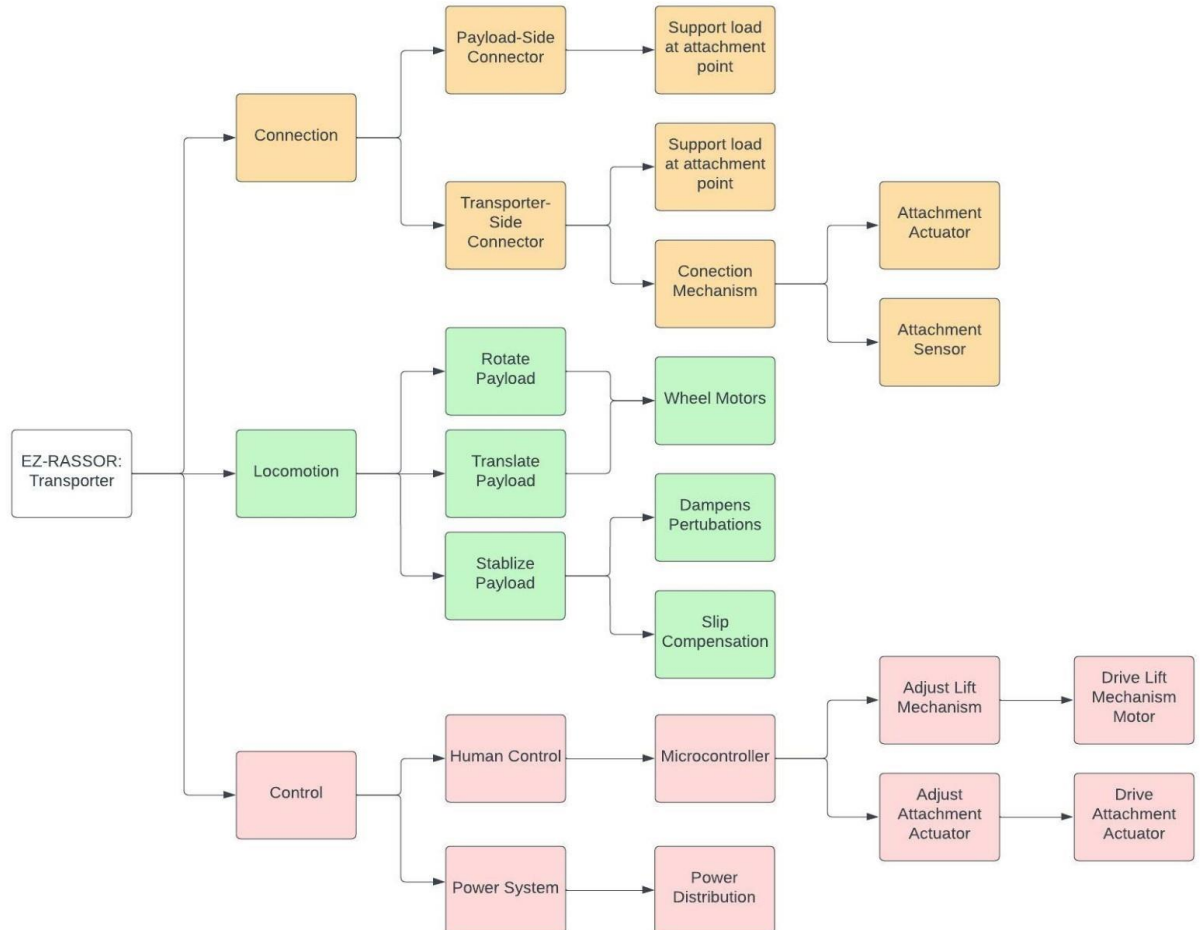 Payload-Side
Connector
Support load
at attachment
point
Connection
Support load
at attachment
point
Transporter-
Side
Connector
Attachment
Actuator
Conection
Mechanism
Attachment
Sensor
Rotate
Payload
Wheel Motors
EZ-RASSOR:
Transporter
Locomotion
Translate
Payload
Dampens
Pertubations
Stablize
Payload
Slip
Compensation
Adjust Lift
Mechanism
Drive Lift
Mechanism
Motor
Control
Human Control
Microcontroller
Adjust
Attachment
Actuator
Drive
Attachment
Actuator
Power System
Power
Distribution